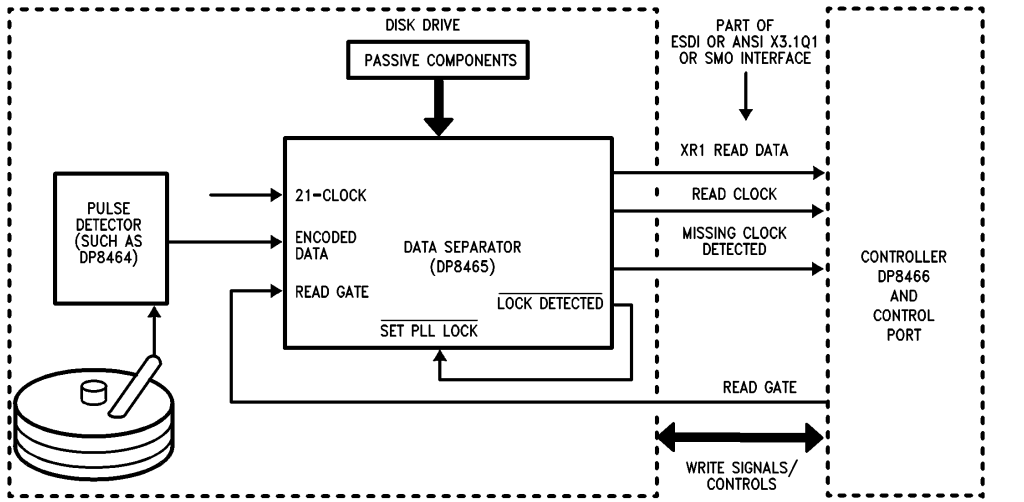 DISK DRIVE
PASSIVE COMPONENTS
PART OF
ESDI OR ANSI X3.1Q1
OR SMO INTERFACE
XR1 READ DATA
21-CLOCK
READ CLOCK
PULSE
DETECTOR
(SUCH AS
DP8464)
ENCODED
DATA
DATA SEPARATOR
(DP8465)
MISSING CLOCK
DETECTED
READ GATE
LOCK DETECTED
SET PLL LOCK
CONTROLLER
DP8466
AND
CONTROL
PORT
READ GATE
WRITE SIGNALS/
CONTROLS